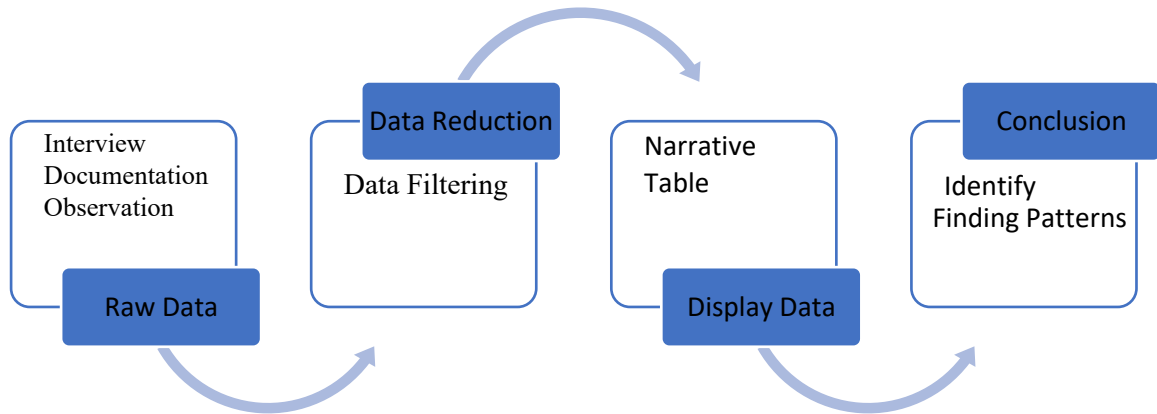 Interview
Documentation
Observation
Raw Data
Data Reduction
Data Filtering
Narrative
Table
Display Data
Conclusion
Identify
Finding Patterns